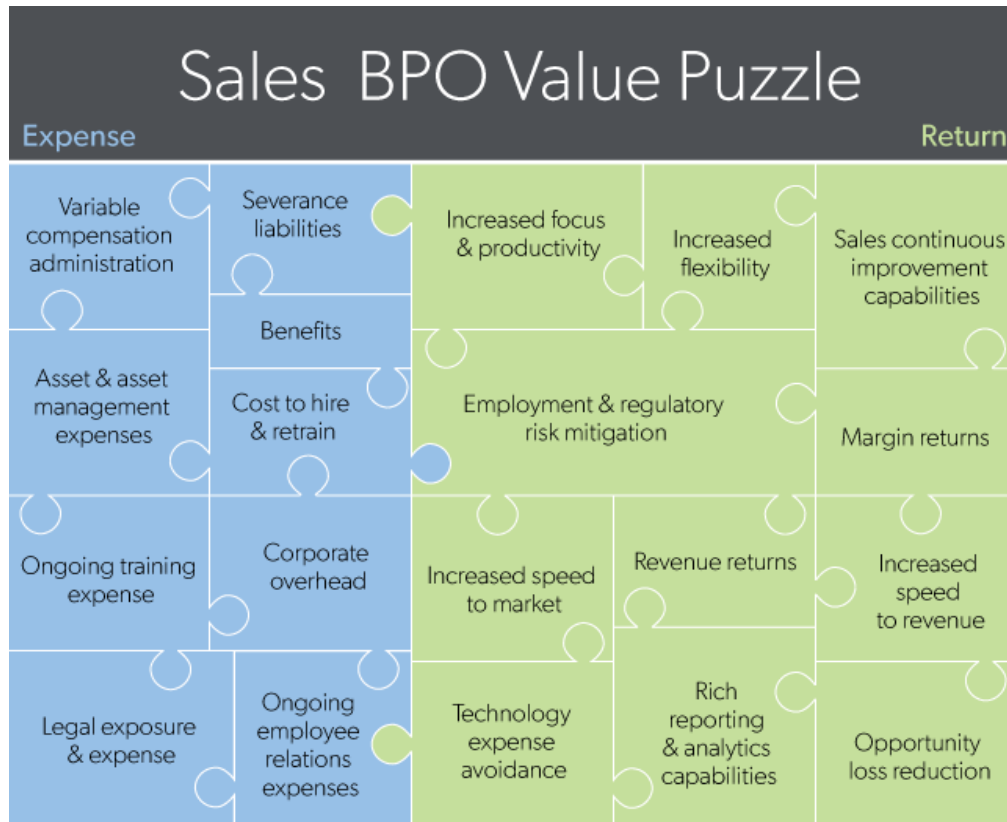 Sales BPO Value Puzzle
Expense
Return
Variable
compensation
administration
Severance
liabilities
Increased focus
& productivity
Increased
flexibility
Sales continuous
improvement
capabilities
Benefits
Asset & asset
management
expenses
Cost to hire
& retrain
Employment & regulatory
risk mitigation
Margin returns
Ongoing training
expense
Corporate
overhead
Increased speed
to market
Revenue returns
Increased
speed
to revenue
Legal exposure
& expense
Ongoing
employee
relations
expenses
Technology
expense
avoidance
Rich
reporting
& analytics
capabilities
Opportunity
loss reduction